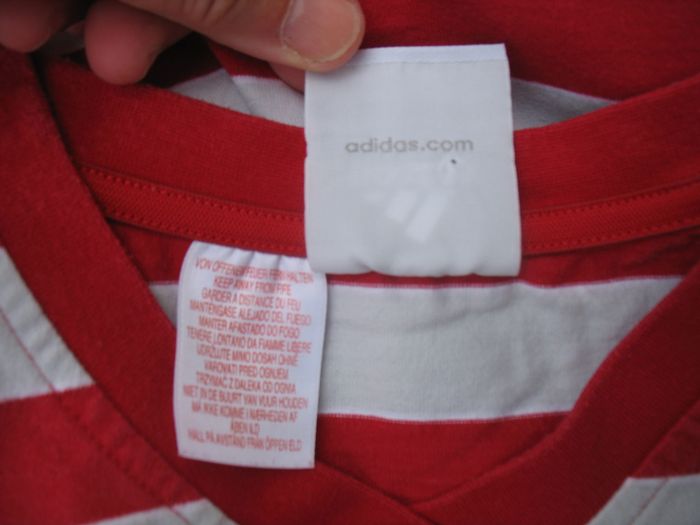 adidas.com
VON OFFENEM FEUER FERN HALTEN
KEEP AWAY FROM FIRE
GARDER A DISTANCE DU FEU
MANTENGASE ALEJADO DEL FUEGO
MANTER AFASTADO DO FOGO
TENERE LONTANO DA FIAMME LIBERE
UDRŽUJTE MIMO DOSAH OHNĚ
VAROVATI PRED OGNJEM
TRZYMAĆ Z DALEKA OD OGNIA
NIET IN DE BUURT VAN VUUR HOUDEN
MÅ IKKE KOMME I NÆRHEDEN AF
ÅBEN ILD
HÅLL PÅ AVSTÅND FRÅN ÖPPEN ELD